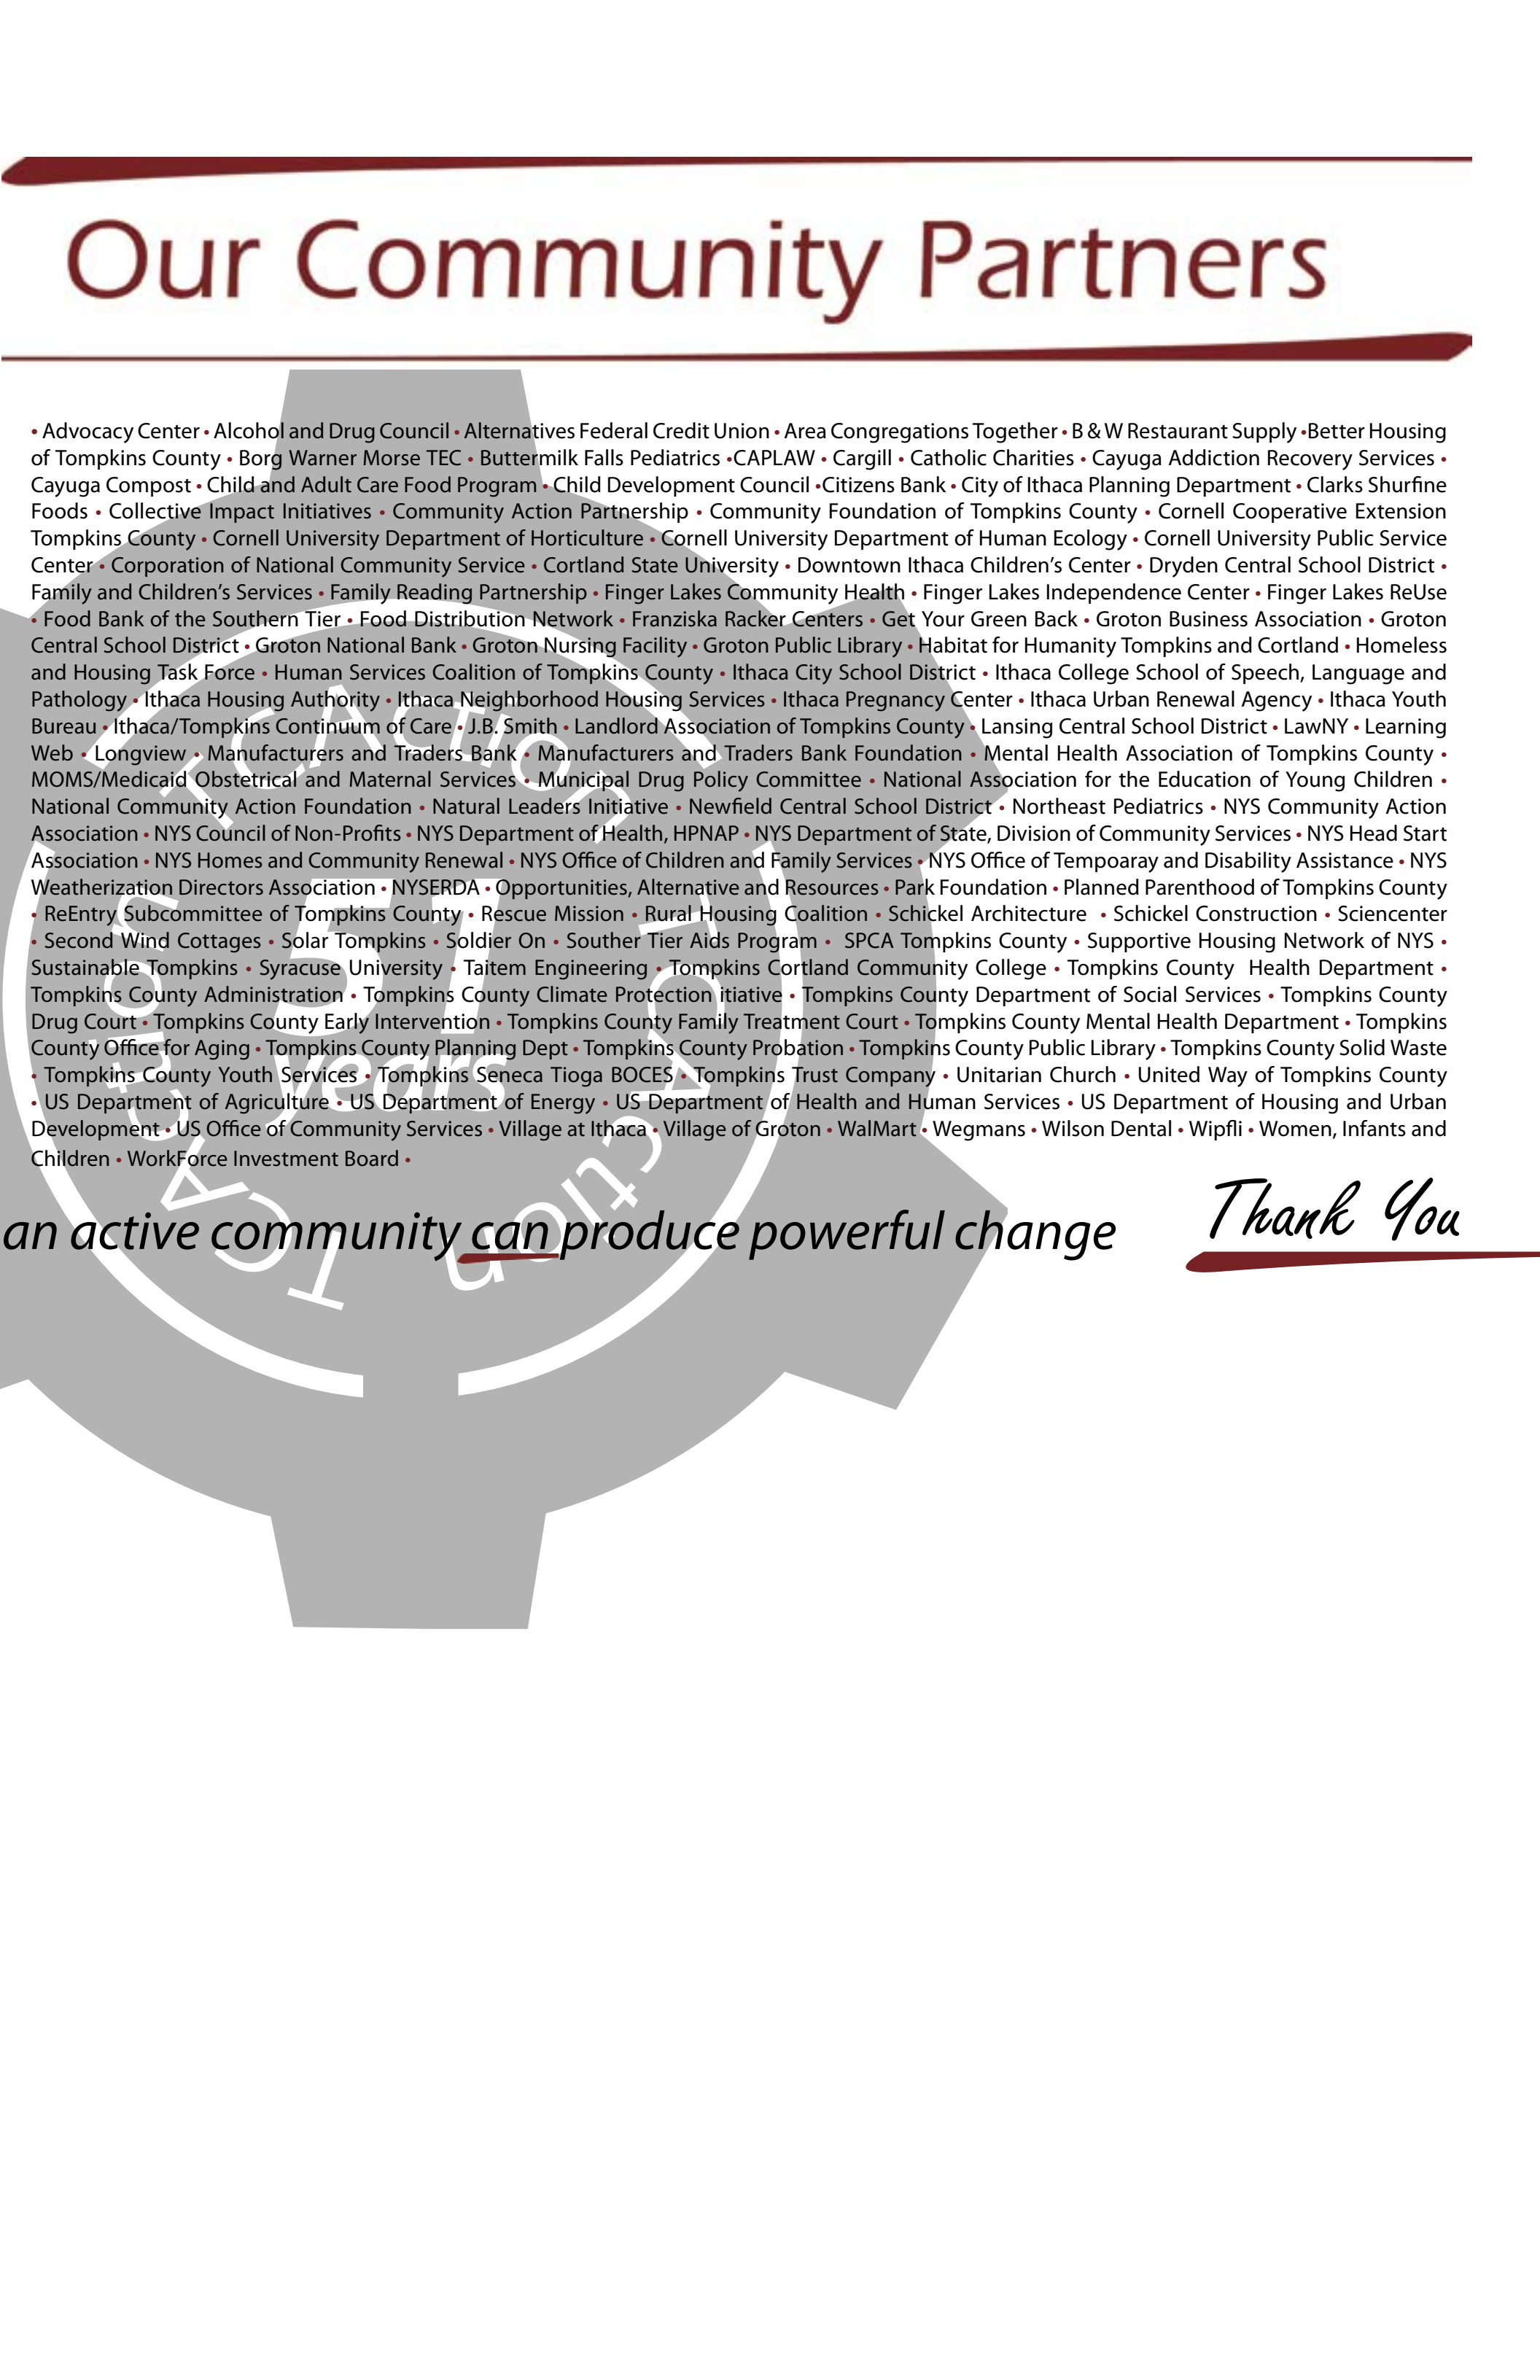 Our Community Partners
• Advocacy Center • Alcohol and Drug Council • Alternatives Federal Credit Union • Area Congregations Together • B & W Restaurant Supply •Better Housing
of Tompkins County • Borg Warner Morse TEC • Buttermilk Falls Pediatrics •CAPLAW • Cargill • Catholic Charities • Cayuga Addiction Recovery Services •
Cayuga Compost • Child and Adult Care Food Program • Child Development Council •Citizens Bank • City of Ithaca Planning Department • Clarks Shurfine
Foods • Collective Impact Initiatives • Community Action Partnership • Community Foundation of Tompkins County • Cornell Cooperative Extension
Tompkins County • Cornell University Department of Horticulture • Cornell University Department of Human Ecology • Cornell University Public Service
Center • Corporation of National Community Service • Cortland State University • Downtown Ithaca Children’s Center • Dryden Central School District •
Family and Children’s Services • Family Reading Partnership • Finger Lakes Community Health • Finger Lakes Independence Center • Finger Lakes ReUse
• Food Bank of the Southern Tier • Food Distribution Network • Franziska Racker Centers • Get Your Green Back • Groton Business Association • Groton
Central School District • Groton National Bank • Groton Nursing Facility • Groton Public Library • Habitat for Humanity Tompkins and Cortland • Homeless
and Housing Task Force • Human Services Coalition of Tompkins County • Ithaca City School District • Ithaca College School of Speech, Language and
Pathology • Ithaca Housing Authority • Ithaca Neighborhood Housing Services • Ithaca Pregnancy Center • Ithaca Urban Renewal Agency • Ithaca Youth
Bureau • Ithaca/Tompkins Continuum of Care • J.B. Smith • Landlord Association of Tompkins County • Lansing Central School District • LawNY • Learning
Web • Longview • Manufacturers and Traders Bank • Manufacturers and Traders Bank Foundation • Mental Health Association of Tompkins County •
MOMS/Medicaid Obstetrical and Maternal Services • Municipal Drug Policy Committee • National Association for the Education of Young Children •
National Community Action Foundation • Natural Leaders Initiative • Newfield Central School District • Northeast Pediatrics • NYS Community Action
Association • NYS Council of Non-Profits • NYS Department of Health, HPNAP • NYS Department of State, Division of Community Services • NYS Head Start
Association • NYS Homes and Community Renewal • NYS Office of Children and Family Services • NYS Office of Tempoaray and Disability Assistance • NYS
Weatherization Directors Association • NYSERDA • Opportunities, Alternative and Resources • Park Foundation • Planned Parenthood of Tompkins County
• ReEntry Subcommittee of Tompkins County • Rescue Mission • Rural Housing Coalition • Schickel Architecture • Schickel Construction • Sciencenter
• Second Wind Cottages • Solar Tompkins • Soldier On • Souther Tier Aids Program • SPCA Tompkins County • Supportive Housing Network of NYS •
Sustainable Tompkins • Syracuse University • Taitem Engineering • Tompkins Cortland Community College • Tompkins County Health Department •
Tompkins County Administration • Tompkins County Climate Protection itiative • Tompkins County Department of Social Services • Tompkins County
Drug Court • Tompkins County Early Intervention • Tompkins County Family Treatment Court • Tompkins County Mental Health Department • Tompkins
County Office for Aging • Tompkins County Planning Dept • Tompkins County Probation • Tompkins County Public Library • Tompkins County Solid Waste
• Tompkins County Youth Services • Tompkins Seneca Tioga BOCES • Tompkins Trust Company • Unitarian Church • United Way of Tompkins County
• US Department of Agriculture • US Department of Energy • US Department of Health and Human Services • US Department of Housing and Urban
Development • US Office of Community Services • Village at Ithaca • Village of Groton • WalMart • Wegmans • Wilson Dental • Wipfli • Women, Infants and
Children • WorkForce Investment Board •
TCAction
TCAction
TCAction
51
years
an active community can produce powerful change
Thank You